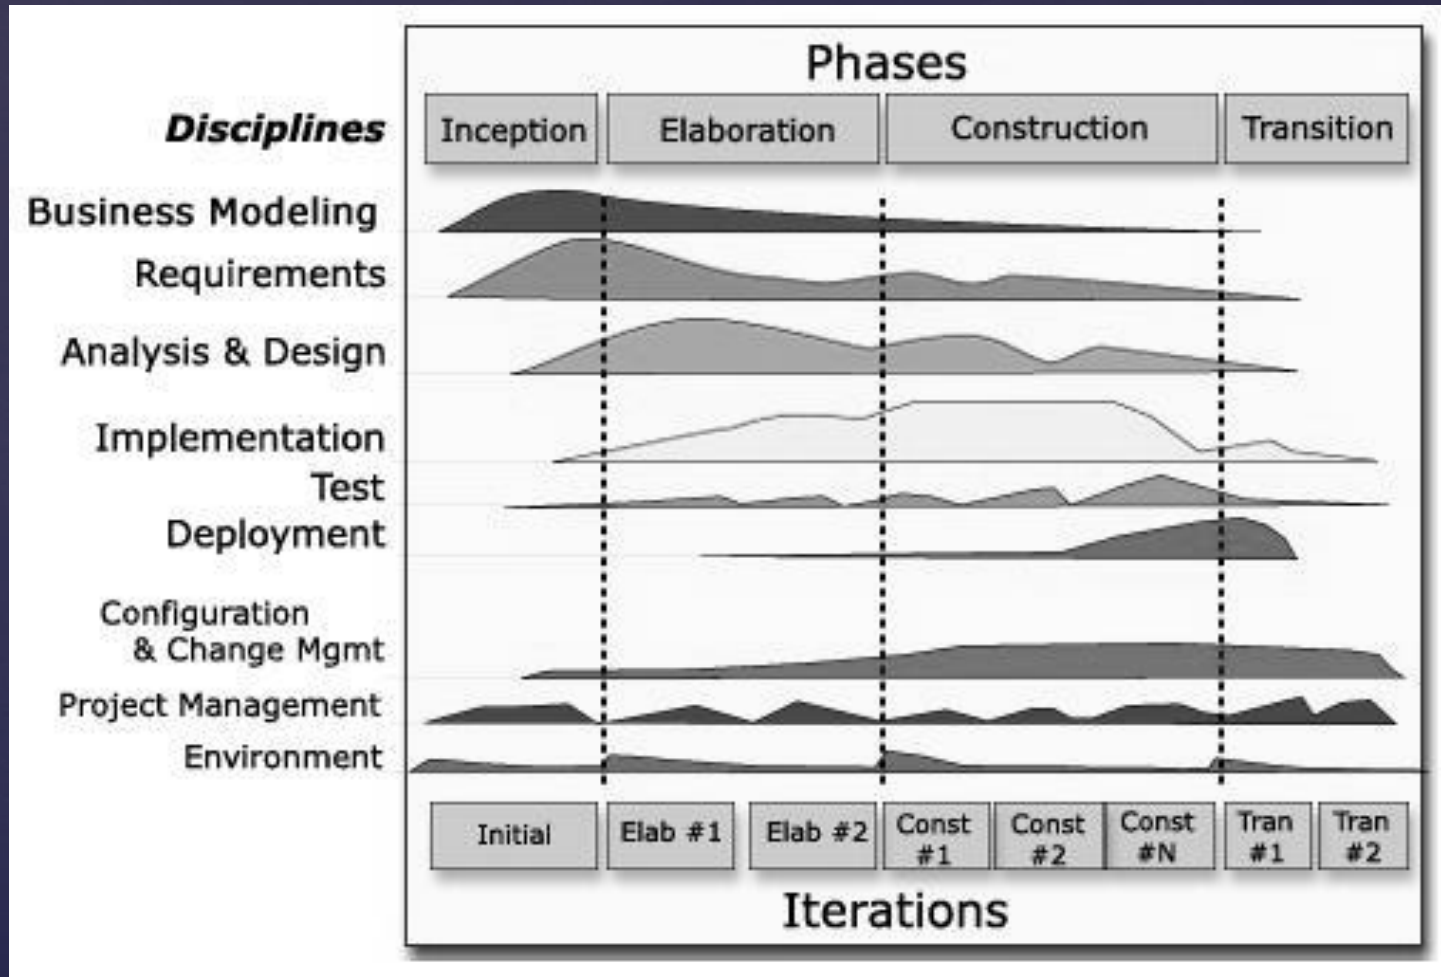 Phases
Disciplines
Inception
Elaboration
Construction
Transition
Business Modeling
Requirements
Analysis & Design
Implementation
Test
Deployment
Configuration
& Change Mgmt
Project Management
Environment
Initial
Elab #1
Elab #2
Const
#1
Const
#2
Const
#N
Tran
#1
Tran
#2
Iterations